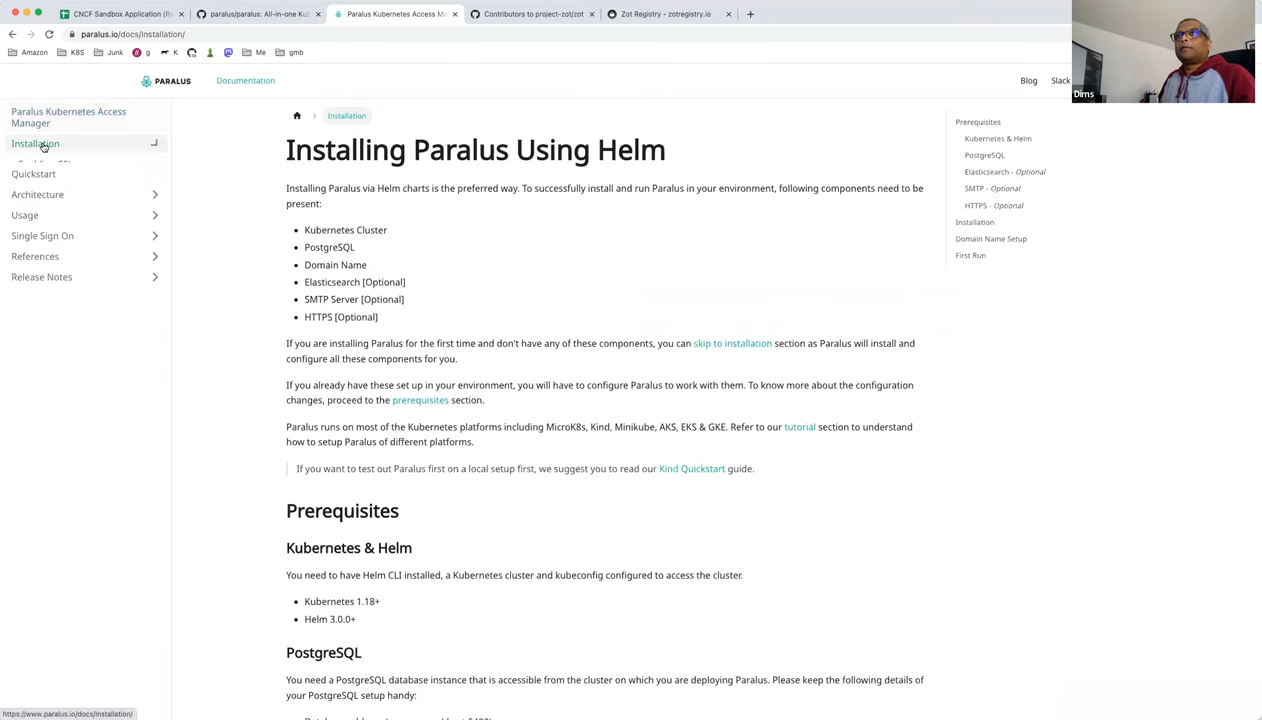 CNCF Sandbox Application (Re
paralus/paralus: All-in-one Kub
Paralus Kubernetes Access Ma
Contributors to project-zot/zot
Zot Registry - zotregistry.io
paralus.io/docs/Installation/
Amazon
K8S
Junk
g
K
Me
gmb
PARALUS
Documentation
Blog
Slack
Dims
Paralus Kubernetes Access
Manager
Installation
Quickstart
Architecture
Usage
Single Sign On
References
Release Notes
Installation
Installing Paralus Using Helm
Installing Paralus via Helm charts is the preferred way. To successfully install and run Paralus in your environment, following components need to be
present:
Kubernetes Cluster
PostgreSQL
Domain Name
Elasticsearch [Optional]
SMTP Server [Optional]
HTTPS [Optional]
If you are installing Paralus for the first time and don't have any of these components, you can skip to installation section as Paralus will install and
configure all these components for you.
If you already have these set up in your environment, you will have to configure Paralus to work with them. To know more about the configuration
changes, proceed to the prerequisites section.
Paralus runs on most of the Kubernetes platforms including MicroK8s, Kind, Minikube, AKS, EKS & GKE. Refer to our tutorial section to understand
how to setup Paralus of different platforms.
If you want to test out Paralus first on a local setup first, we suggest you to read our Kind Quickstart guide.
Prerequisites
Kubernetes & Helm
You need to have Helm CLI installed, a Kubernetes cluster and kubeconfig configured to access the cluster.
Kubernetes 1.18+
Helm 3.0.0+
PostgreSQL
You need a PostgreSQL database instance that is accessible from the cluster on which you are deploying Paralus. Please keep the following details of
your PostgreSQL setup handy:
Prerequisites
Kubernetes & Helm
PostgreSQL
Elasticsearch - Optional
SMTP - Optional
HTTPS - Optional
Installation
Domain Name Setup
First Run
https://www.paralus.io/docs/Installation/